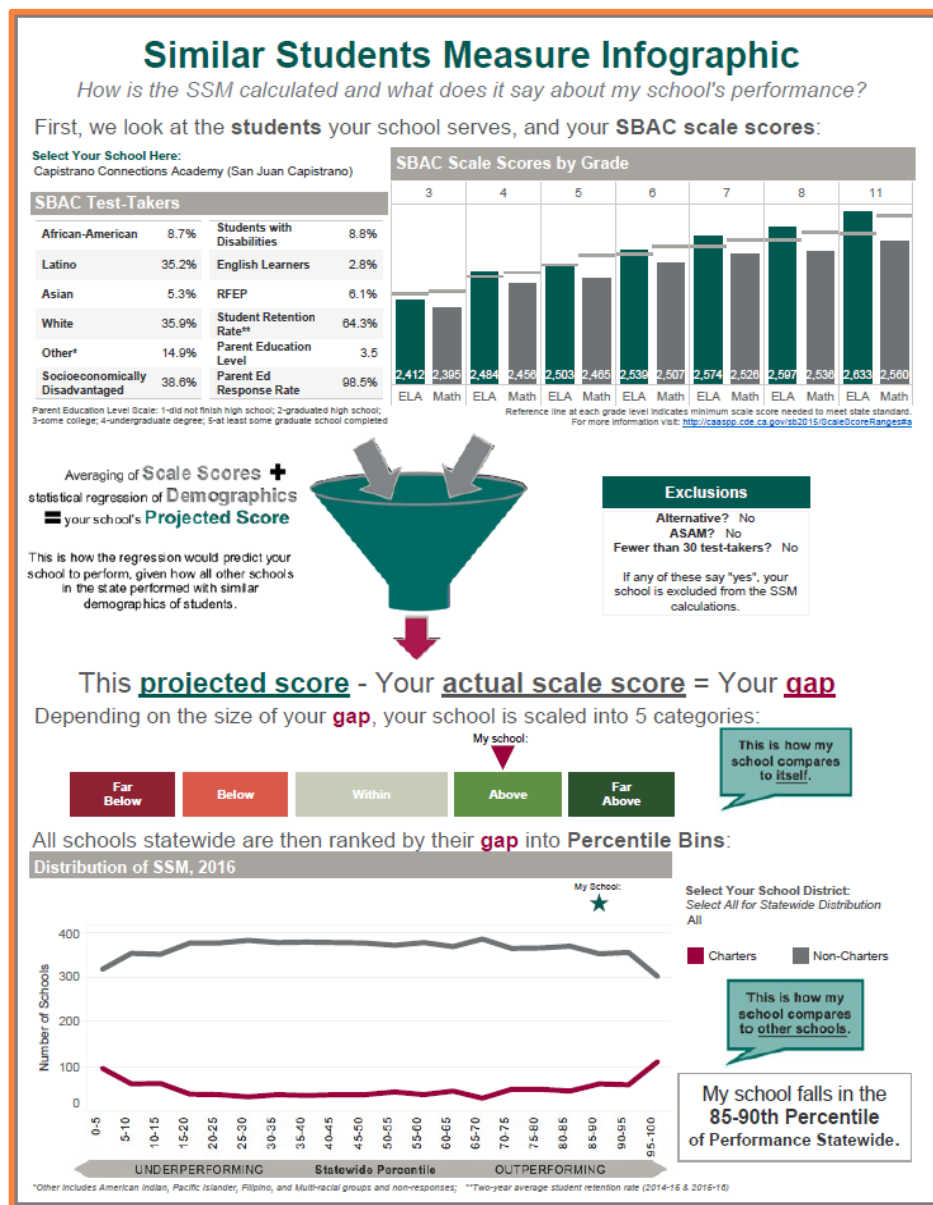 Similar Students Measure Infographic
How is the SSM calculated and what does it say about my school's performance?
First, we look at the students your school serves, and your SBAC scale scores:
Select Your School Here:
Capistrano Connections Academy (San Juan Capistrano)
SBAC Test-Takers
African-American 8.7% Students with Disabilities 8.8%
Latino 35.2% English Learners 2.8%
Asian 5.3% RFEP 6.1%
White 35.9% Student Retention Rate** 64.3%
Other* 14.9% Parent Education Level 3.5
Socioeconomically Disadvantaged 38.6% Parent Ed Response Rate 98.5%
Parent Education Level Scale: 1-did not finish high school; 2-graduated high school;
3-some college; 4-undergraduate degree; 5-at least some graduate school completed
SBAC Scale Scores by Grade
3 4 5 6 7 8 11
2,412 2,395 2,484 2,456 2,503 2,465 2,539 2,507 2,574 2,526 2,597 2,536 2,633 2,560
ELA Math ELA Math ELA Math ELA Math ELA Math ELA Math ELA Math
Reference line at each grade level indicates minimum scale score needed to meet state standard.
For more information visit: http://caaspp.cde.ca.gov/sb2015/ScaleScoreRanges#a
Averaging of Scale Scores +
statistical regression of Demographics
= your school's Projected Score
This is how the regression would predict your
school to perform, given how all other schools
in the state performed with similar
demographics of students.
Exclusions
Alternative? No
ASAM? No
Fewer than 30 test-takers? No
If any of these say "yes", your
school is excluded from the SSM
calculations.
This projected score - Your actual scale score = Your gap
Depending on the size of your gap, your school is scaled into 5 categories:
My school:
Far Below Below Within Above Far Above
This is how my
school compares
to itself.
All schools statewide are then ranked by their gap into Percentile Bins:
Distribution of SSM, 2016
My School:
Number of Schools
400
300
200
100
0
0-5 5-10 10-15 15-20 20-25 25-30 30-35 35-40 40-45 45-50 50-55 55-60 60-65 65-70 70-75 75-80 80-85 85-90 90-95 95-100
UNDERPERFORMING Statewide Percentile OUTPERFORMING
Select Your School District:
Select All for Statewide Distribution
All
Charters Non-Charters
This is how my
school compares
to other schools.
My school falls in the
85-90th Percentile
of Performance Statewide.
*Other includes American Indian, Pacific Islander, Filipino, and Multi-racial groups and non-responses; **Two-year average student retention rate (2014-15 & 2015-16)